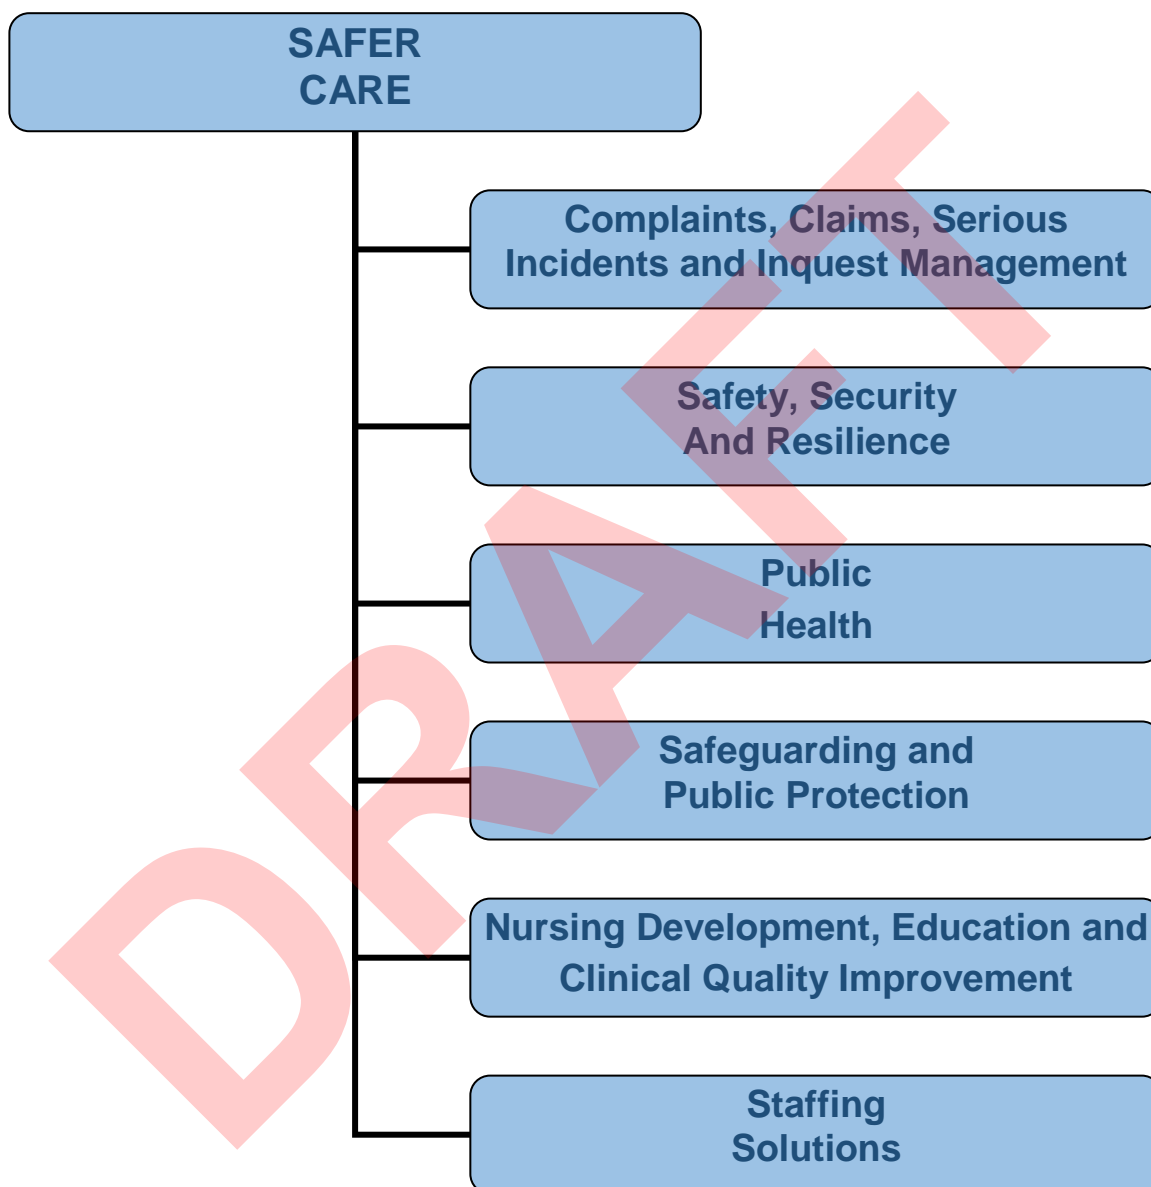 SAFER
CARE
Complaints, Claims, Serious
Incidents and Inquest Management
Safety, Security
And Resilience
Public
Health
Safeguarding and
Public Protection
Nursing Development, Education and
Clinical Quality Improvement
Staffing
Solutions
DRAFT